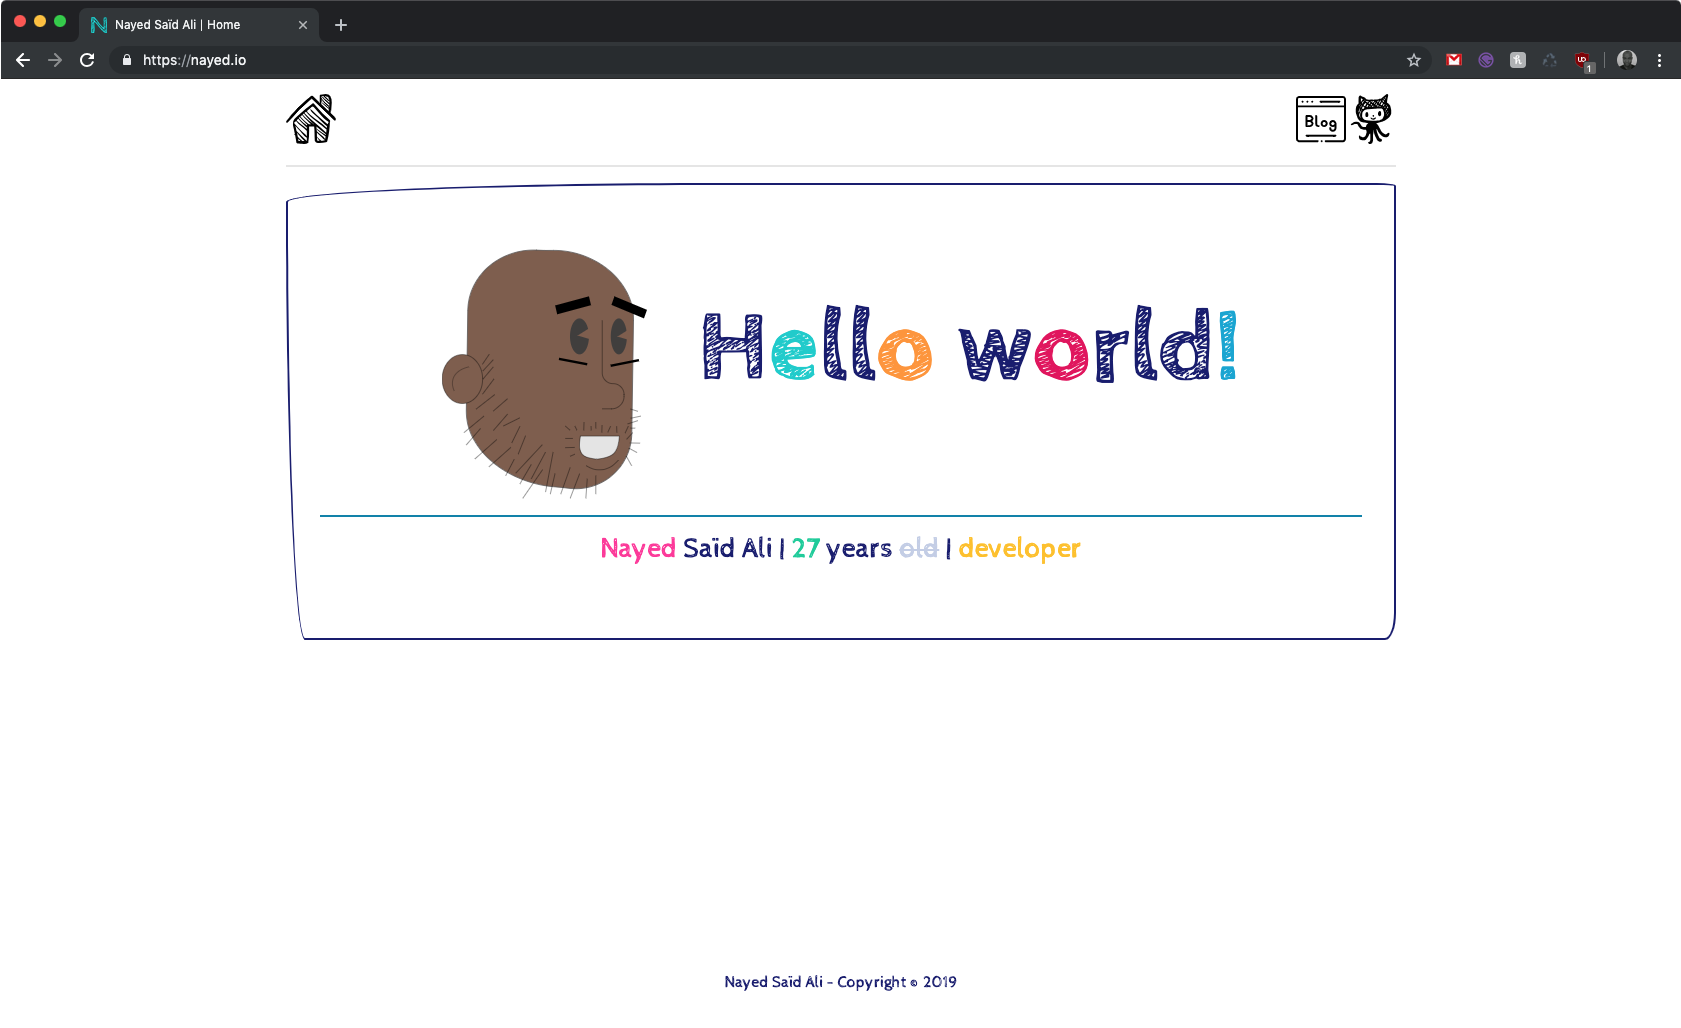 Nayed Saïd Ali | Home
https://nayed.io
1
Blog
Hello world!
Nayed Saïd Ali | 27 years old | developer
Nayed Saïd Ali - Copyright © 2019